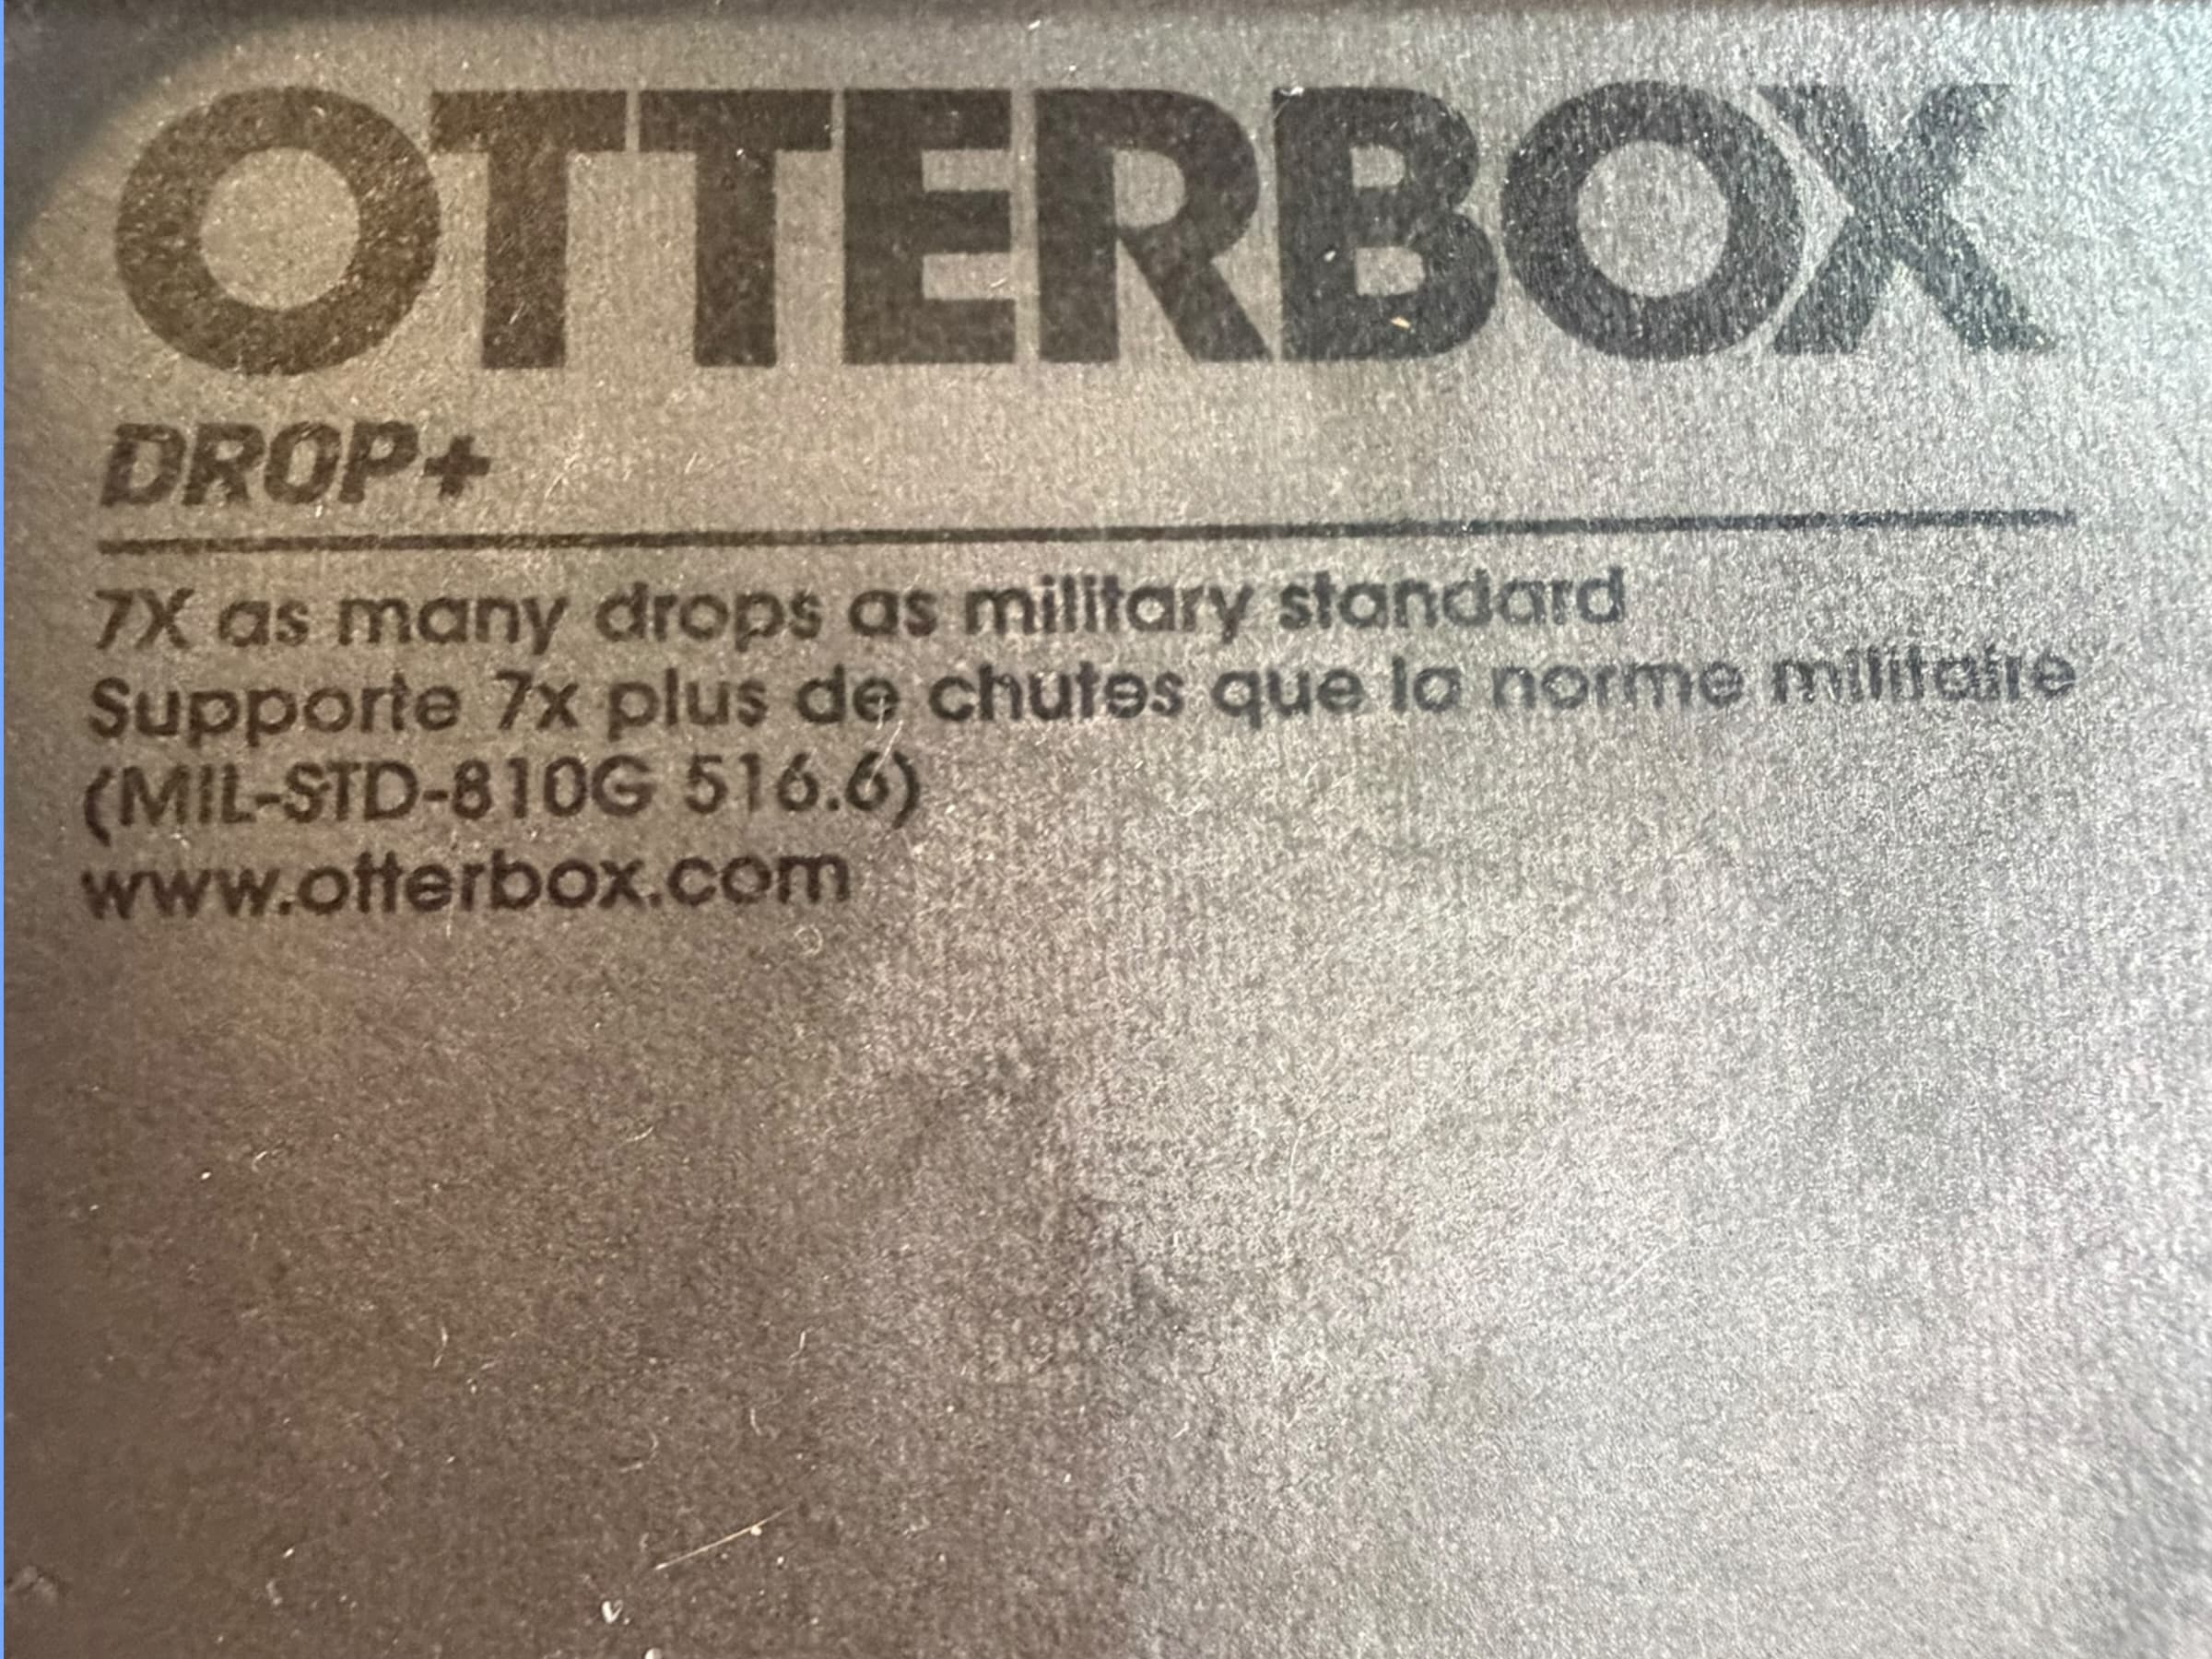 OTTERBOX
DROP+
7X as many drops as military standard
Supporte 7x plus de chutes que la norme militaire
(MIL-STD-810G 516.6)
www.otterbox.com